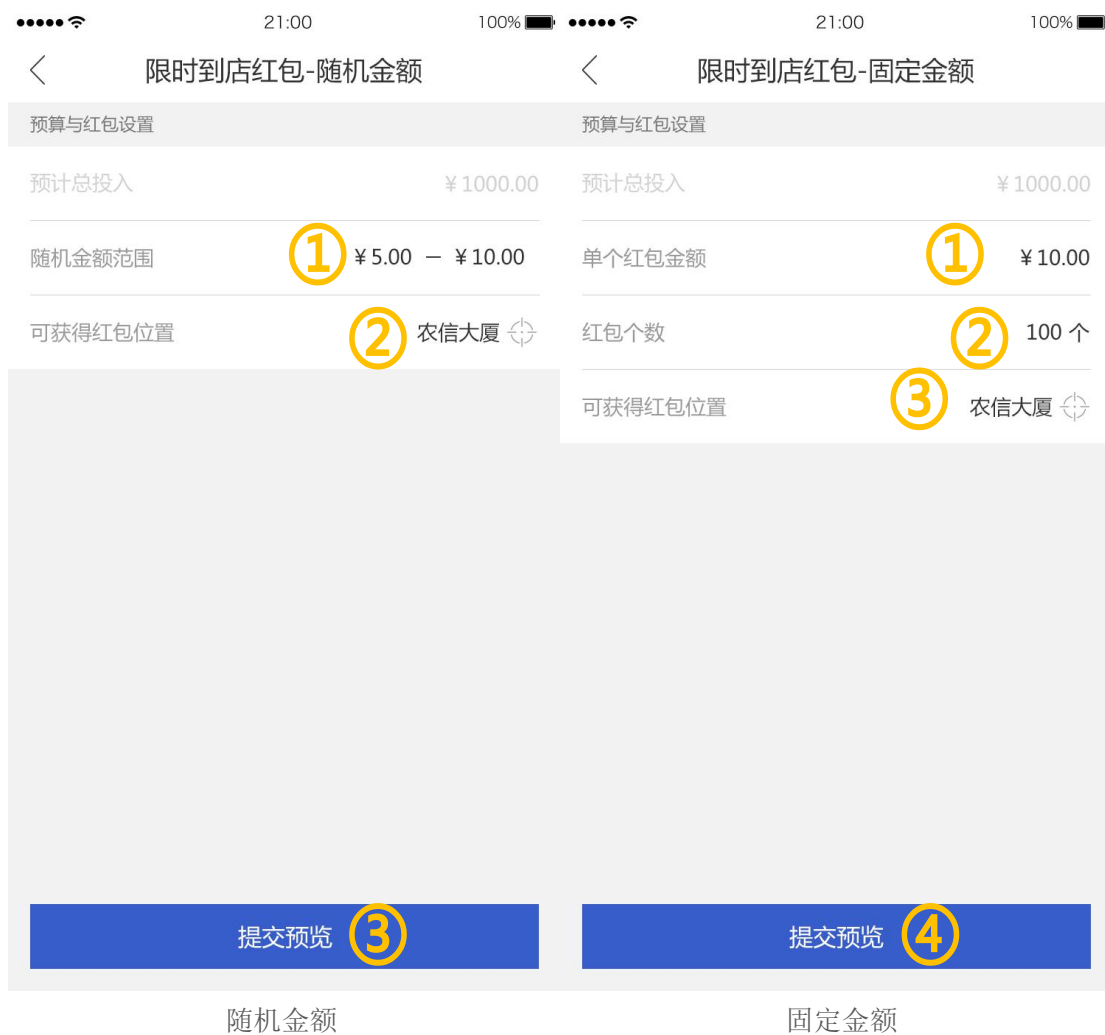 21:00 100%
限时到店红包-随机金额
预算与红包设置
预计总投入 ¥1000.00
随机金额范围 ① ¥5.00 — ¥10.00
可获得红包位置 ② 农信大厦
提交预览 ③
随机金额
21:00 100%
限时到店红包-固定金额
预算与红包设置
预计总投入 ¥1000.00
单个红包金额 ① ¥10.00
红包个数 ② 100 个
可获得红包位置 ③ 农信大厦
提交预览 ④
固定金额